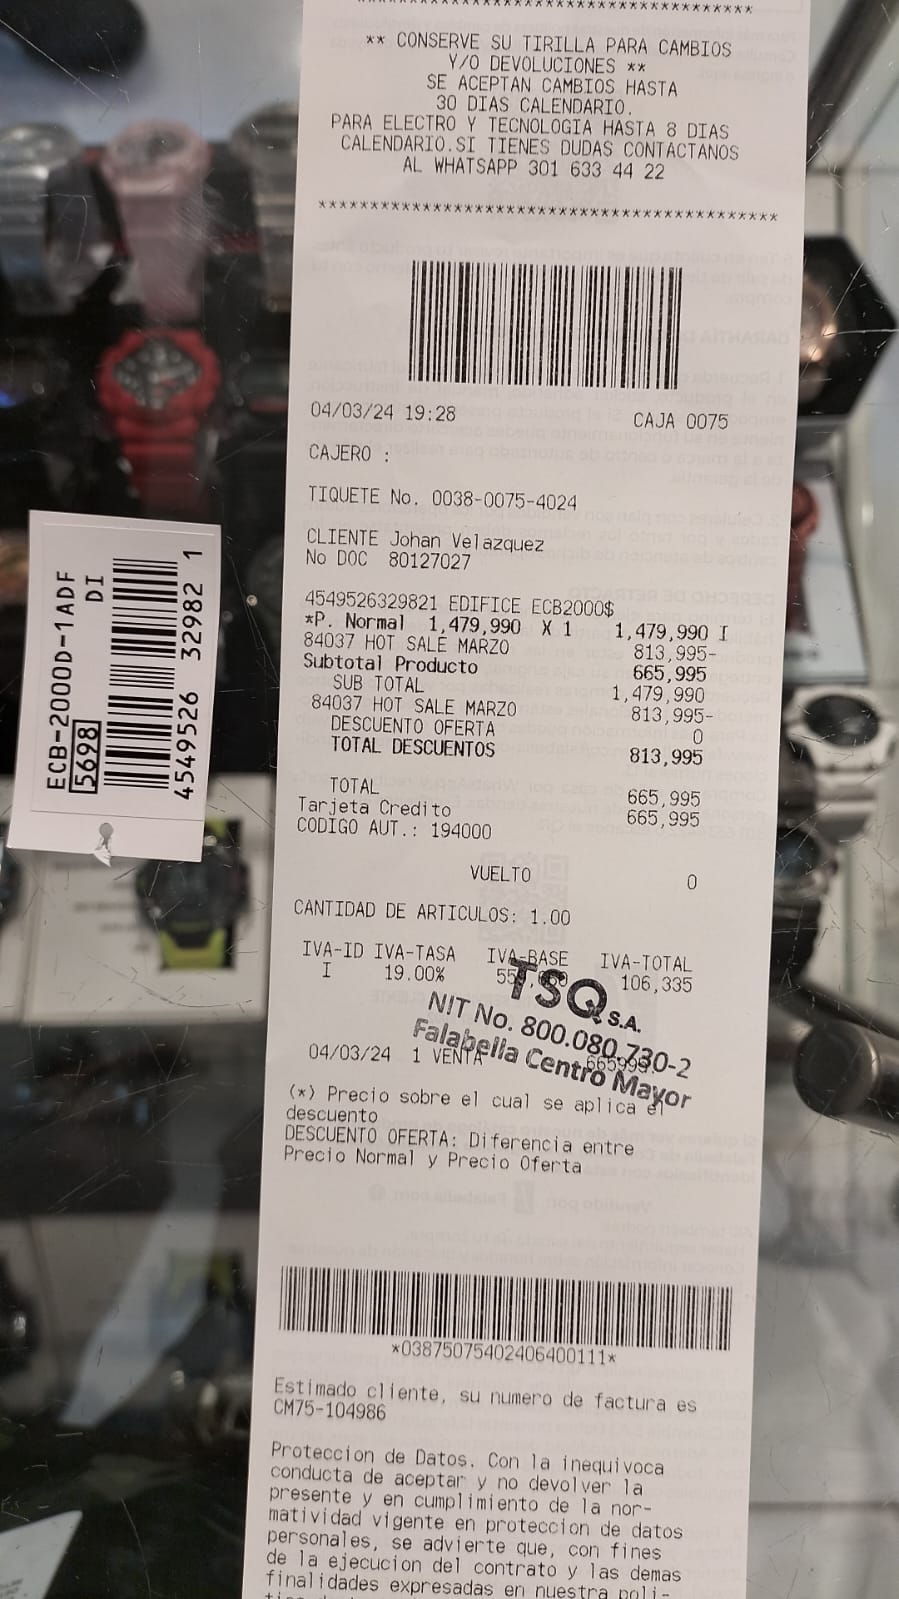 ** CONSERVE SU TIRILLA PARA CAMBIOS
Y/O DEVOLUCIONES **
SE ACEPTAN CAMBIOS HASTA
30 DIAS CALENDARIO.
PARA ELECTRO Y TECNOLOGIA HASTA 8 DIAS
CALENDARIO.SI TIENES DUDAS CONTACTANOS
AL WHATSAPP 301 633 44 22
04/03/24 19:28 CAJA 0075
CAJERO :
TIQUETE No. 0038-0075-4024
CLIENTE Johan Velazquez
No DOC 80127027
4549526329821 EDIFICE ECB2000$
*P. Normal 1,479,990 X 1 1,479,990 I
84037 HOT SALE MARZO 813,995-
Subtotal Producto 665,995
SUB TOTAL 1,479,990
84037 HOT SALE MARZO 813,995-
DESCUENTO OFERTA 0
TOTAL DESCUENTOS 813,995
TOTAL 665,995
Tarjeta Credito 665,995
CODIGO AUT.: 194000
VUELTO 0
CANTIDAD DE ARTICULOS: 1.00
IVA-ID IVA-TASA IVA-BASE IVA-TOTAL
I 19.00% 106,335
TSQ S.A.
NIT No. 800.080.730-2
Falabella Centro Mayor
04/03/24 1 VENTA
(*) Precio sobre el cual se aplica el
descuento
DESCUENTO OFERTA: Diferencia entre
Precio Normal y Precio Oferta
*03875075402406400111*
Estimado cliente, su numero de factura es
CM75-104986
Proteccion de Datos. Con la inequivoca
conducta de aceptar y no devolver la
presente y en cumplimiento de la nor-
matividad vigente en proteccion de datos
personales, se advierte que, con fines
de la ejecucion del contrato y las demas
finalidades expresadas en nuestra poli-
ECB-2000D-1ADF
DI
5698
4549526 32982 1